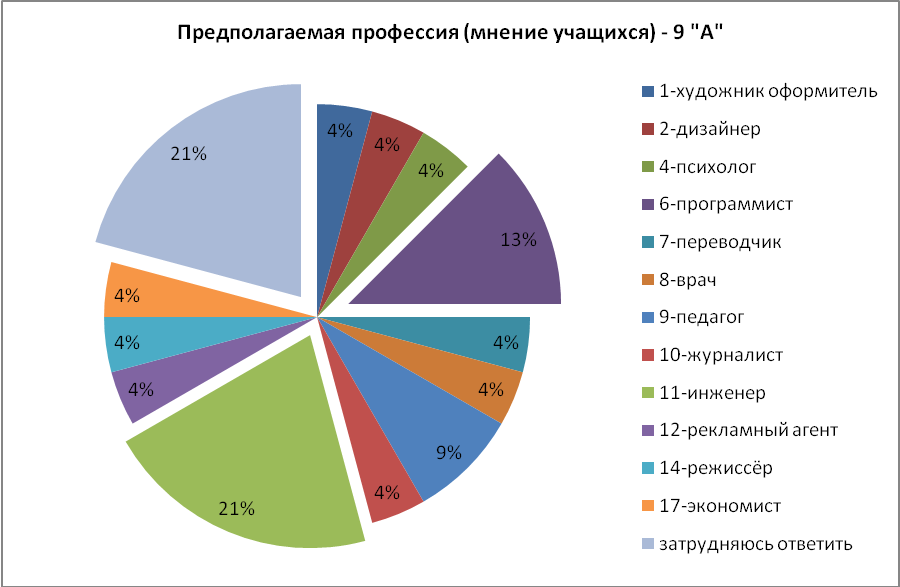 Предполагаемая профессия (мнение учащихся) - 9 "А"
4%
4%
4%
13%
4%
4%
9%
4%
21%
4%
4%
4%
21%
1-художник оформитель
2-дизайнер
4-психолог
6-программист
7-переводчик
8-врач
9-педагог
10-журналист
11-инженер
12-рекламный агент
14-режиссёр
17-экономист
затрудняюсь ответить